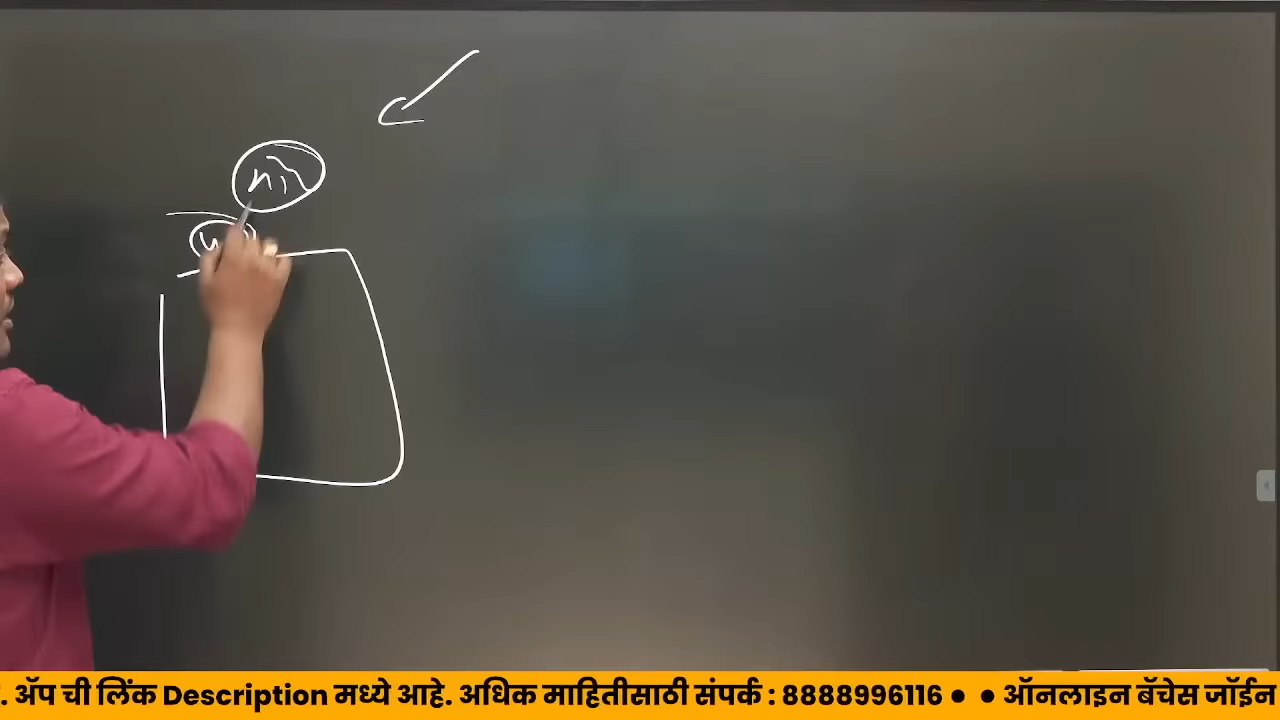 . ॲप ची लिंक Description मध्ये आहे. अधिक माहितीसाठी संपर्क : 8888996116 ● ● ऑनलाइन बॅचेस जॉईन